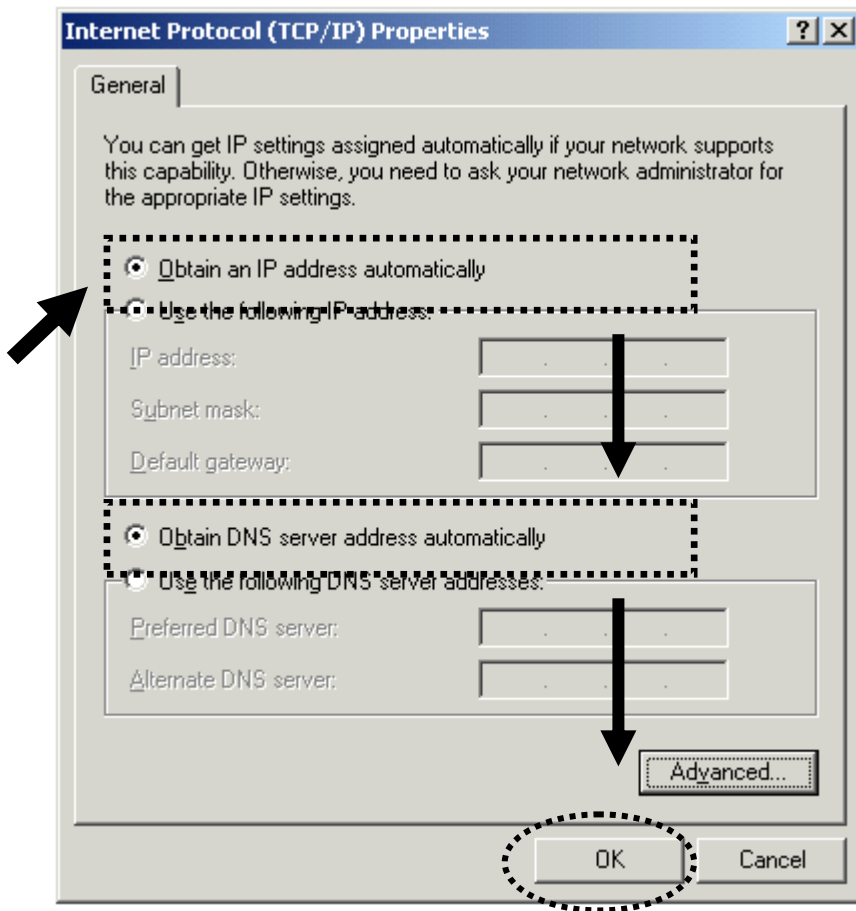 Internet Protocol (TCP/IP) Properties
General
You can get IP settings assigned automatically if your network supports
this capability. Otherwise, you need to ask your network administrator for
the appropriate IP settings.
Obtain an IP address automatically
Use the following IP address:
IP address:
Subnet mask:
Default gateway:
Obtain DNS server address automatically
Use the following DNS server addresses:
Preferred DNS server:
Alternate DNS server:
Advanced...
OK Cancel